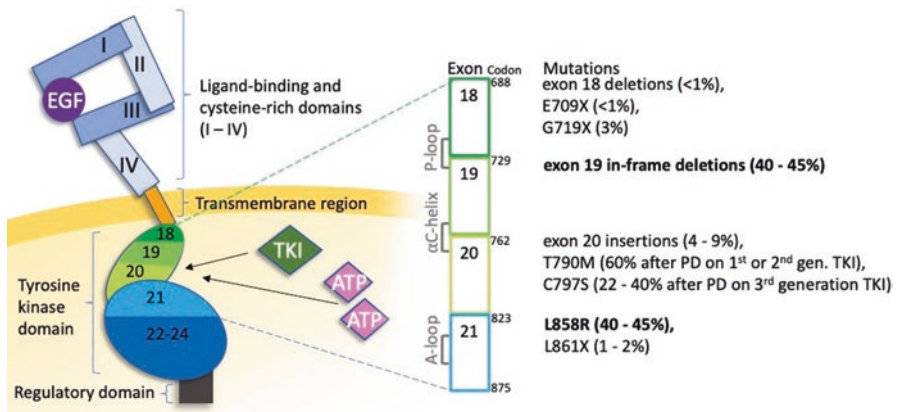 I
II
EGF
III
IV
Ligand-binding and
cysteine-rich domains
(I – IV)
Transmembrane region
18
19
20
21
22-24
TKI
ATP
ATP
Tyrosine
kinase
domain
Regulatory domain
Exon Codon
688
18
729
19
762
20
823
21
875
P-loop
αC-helix
A-loop
Mutations
exon 18 deletions (<1%),
E709X (<1%)
G719X (3%)
exon 19 in-frame deletions (40 - 45%)
exon 20 insertions (4 - 9%),
T790M (60% after PD on 1st or 2nd gen. TKI)
C797S (22 - 40% after PD on 3rd generation TKI)
L858R (40 - 45%),
L861X (1 - 2%)